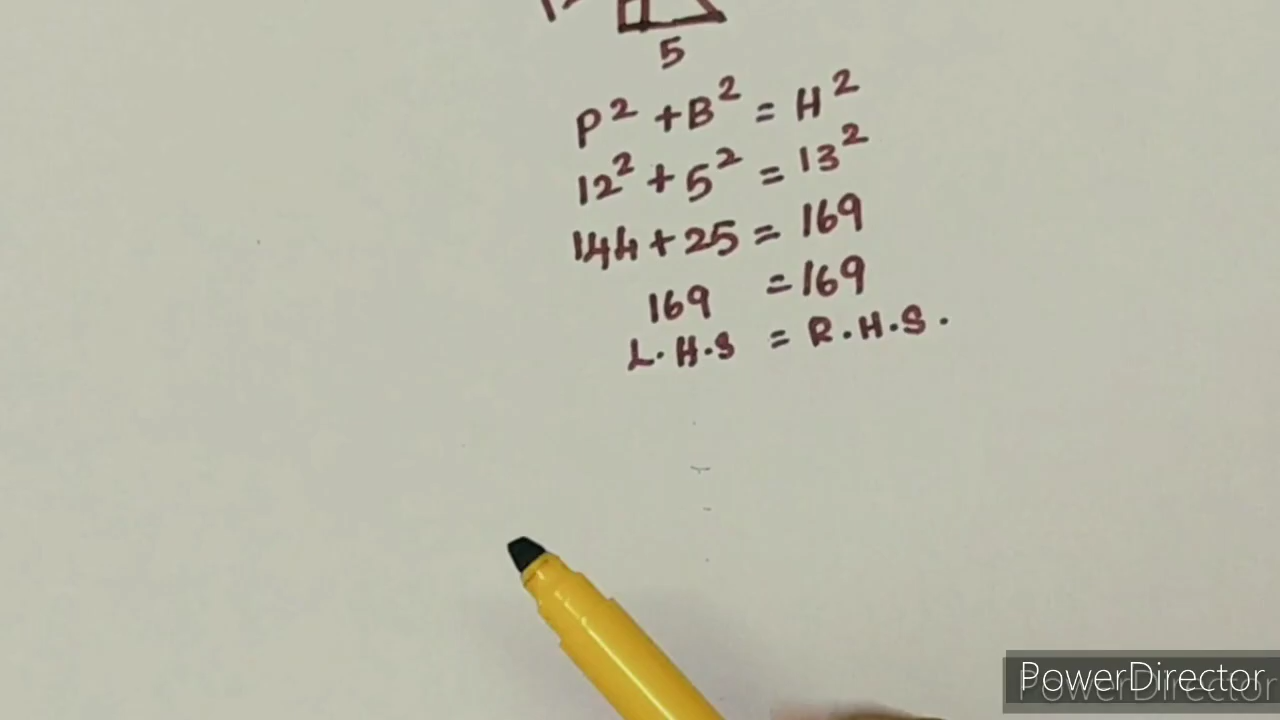 5
P² + B² = H²
12² + 5² = 13²
144 + 25 = 169
169 = 169
L.H.S = R.H.S.
PowerDirector